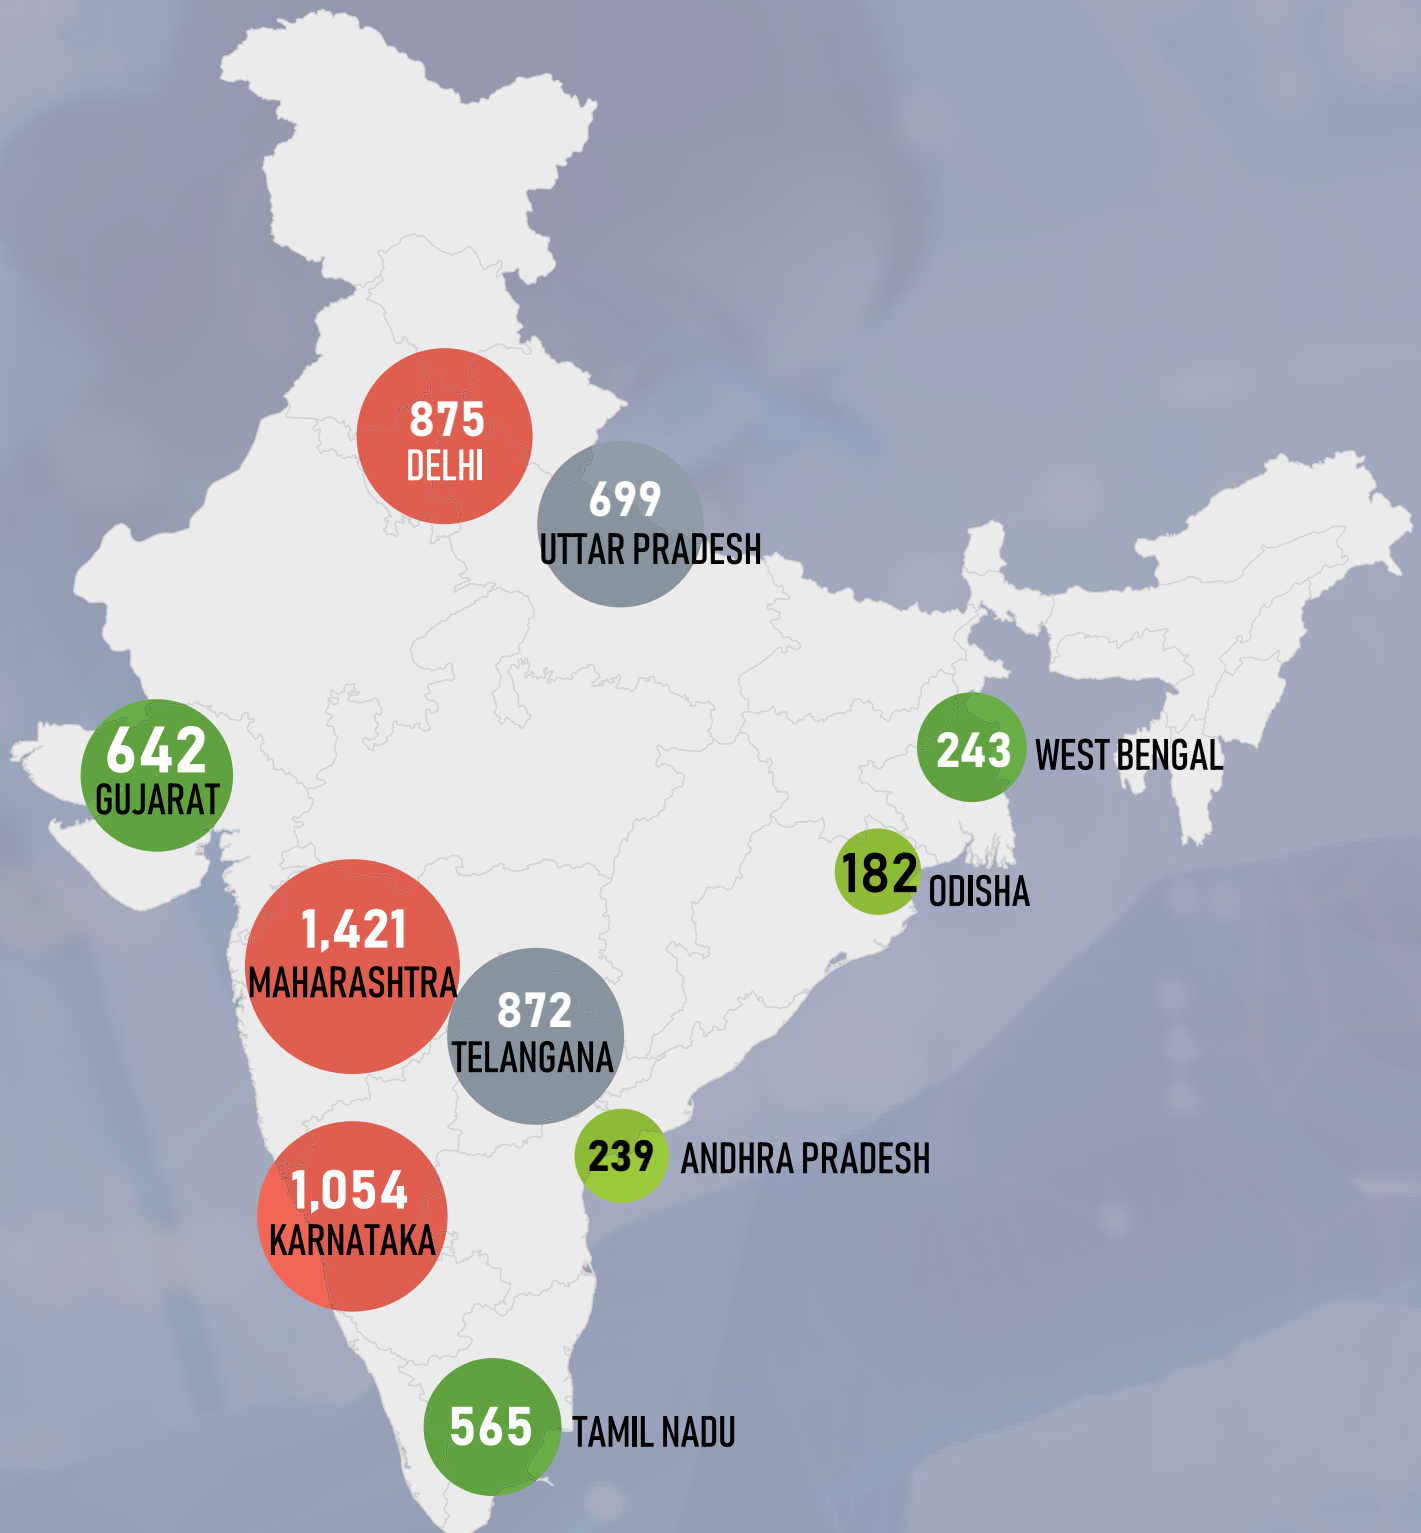 875
DELHI
699
UTTAR PRADESH
642
GUJARAT
243 WEST BENGAL
182 ODISHA
1,421
MAHARASHTRA
872
TELANGANA
239 ANDHRA PRADESH
1,054
KARNATAKA
565 TAMIL NADU